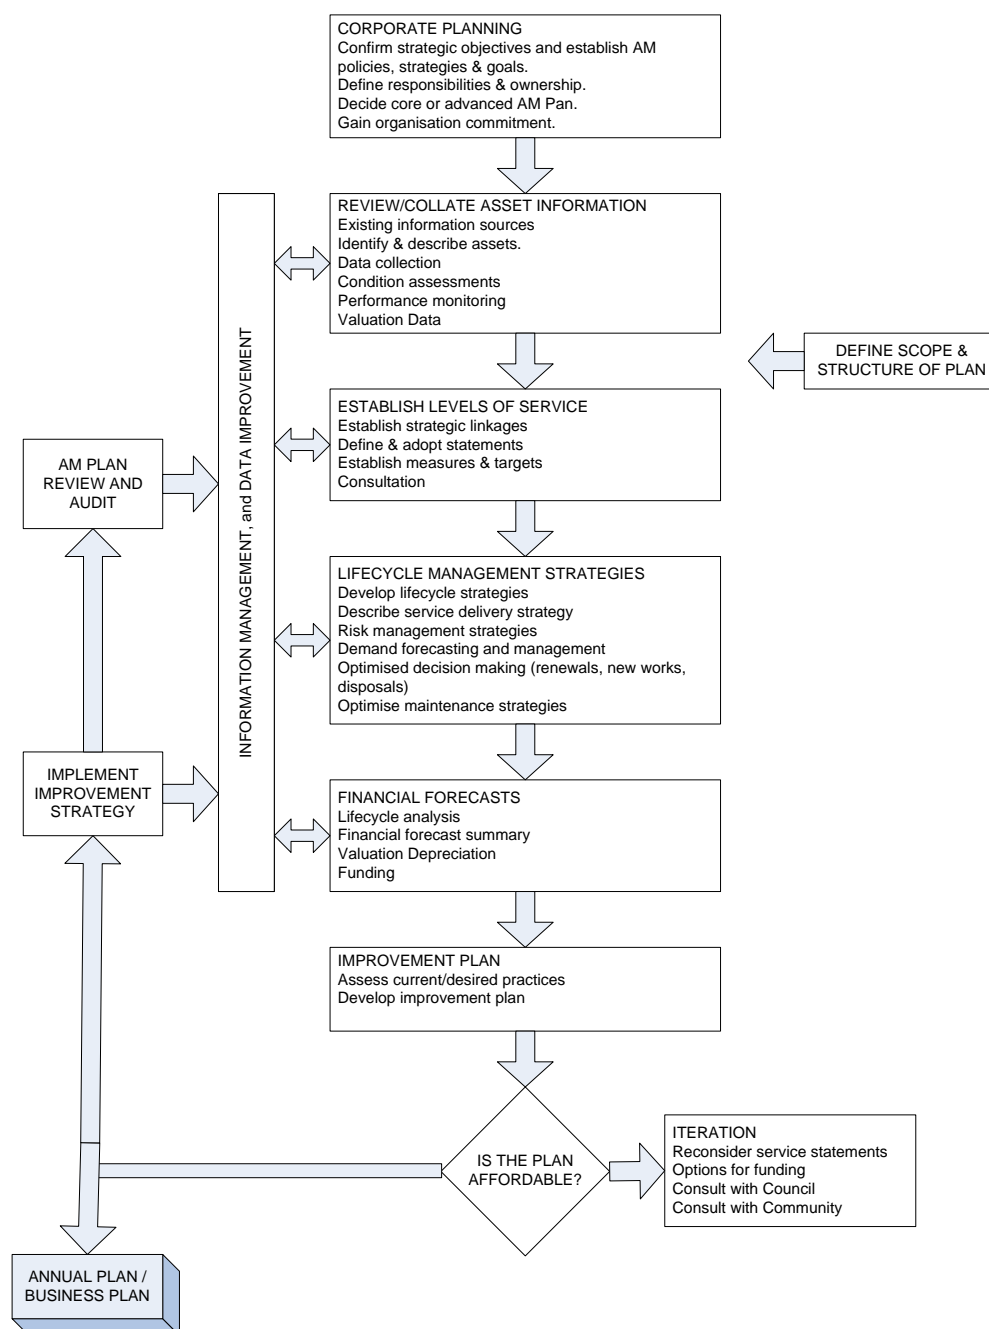 CORPORATE PLANNING
Confirm strategic objectives and establish AM
policies, strategies & goals.
Define responsibilities & ownership.
Decide core or advanced AM Pan.
Gain organisation commitment.
REVIEW/COLLATE ASSET INFORMATION
Existing information sources
Identify & describe assets.
Data collection
Condition assessments
Performance monitoring
Valuation Data
INFORMATION MANAGEMENT, and DATA IMPROVEMENT
DEFINE SCOPE &
STRUCTURE OF PLAN
ESTABLISH LEVELS OF SERVICE
Establish strategic linkages
Define & adopt statements
Establish measures & targets
Consultation
AM PLAN
REVIEW AND
AUDIT
LIFECYCLE MANAGEMENT STRATEGIES
Develop lifecycle strategies
Describe service delivery strategy
Risk management strategies
Demand forecasting and management
Optimised decision making (renewals, new works,
disposals)
Optimise maintenance strategies
IMPLEMENT
IMPROVEMENT
STRATEGY
FINANCIAL FORECASTS
Lifecycle analysis
Financial forecast summary
Valuation Depreciation
Funding
IMPROVEMENT PLAN
Assess current/desired practices
Develop improvement plan
IS THE PLAN
AFFORDABLE?
ITERATION
Reconsider service statements
Options for funding
Consult with Council
Consult with Community
ANNUAL PLAN /
BUSINESS PLAN